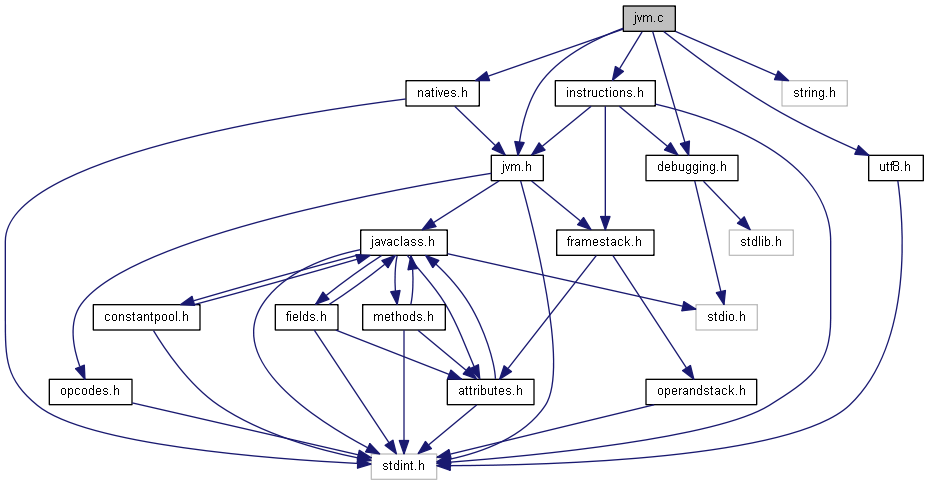 jvm.c
natives.h
instructions.h
string.h
jvm.h
debugging.h
utf8.h
javaclass.h
framestack.h
stdlib.h
constantpool.h
fields.h
methods.h
stdio.h
opcodes.h
attributes.h
operandstack.h
stdint.h